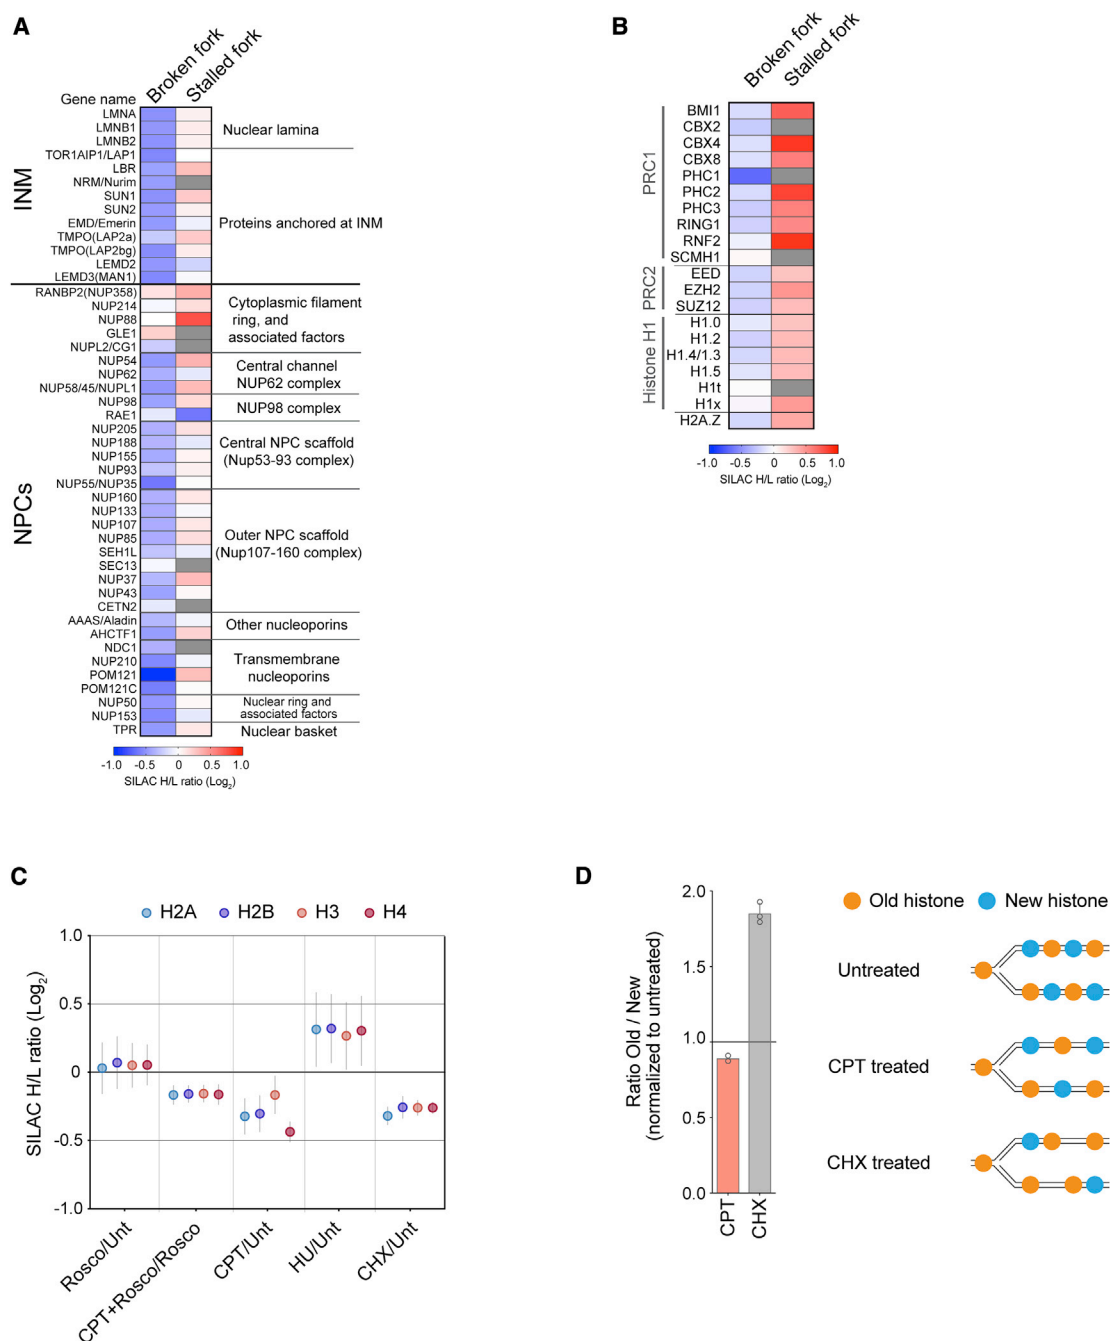 A
Broken fork
Stalled fork
Gene name
INM
LMNA
LMNB1
LMNB2
Nuclear lamina
TOR1AIP1/LAP1
LBR
NRM/Nurim
SUN1
SUN2
EMD/Emerin
TMPO(LAP2a)
TMPO(LAP2bg)
LEMD2
LEMD3(MAN1)
Proteins anchored at INM
NPCs
RANBP2(NUP358)
NUP214
NUP88
GLE1
NUPL2/CG1
Cytoplasmic filament
ring, and
associated factors
NUP54
NUP62
NUP58/45/NUPL1
Central channel
NUP62 complex
NUP98
RAE1
NUP98 complex
NUP205
NUP188
NUP155
NUP93
NUP55/NUP35
Central NPC scaffold
(Nup53-93 complex)
NUP160
NUP133
NUP107
NUP85
SEH1L
SEC13
NUP37
NUP43
CETN2
Outer NPC scaffold
(Nup107-160 complex)
AAAS/Aladin
AHCTF1
Other nucleoporins
NDC1
NUP210
POM121
POM121C
Transmembrane
nucleoporins
NUP50
NUP153
Nuclear ring and
associated factors
TPR
Nuclear basket
-1.0 -0.5 0 0.5 1.0
SILAC H/L ratio (Log2)
B
Broken fork
Stalled fork
PRC1
BMI1
CBX2
CBX4
CBX8
PHC1
PHC2
PHC3
RING1
RNF2
SCMH1
PRC2
EED
EZH2
SUZ12
Histone H1
H1.0
H1.2
H1.4/1.3
H1.5
H1t
H1x
H2A.Z
-1.0 -0.5 0 0.5 1.0
SILAC H/L ratio (Log2)
C
H2A H2B H3 H4
SILAC H/L ratio (Log2)
1.0
0.5
0
-0.5
-1.0
Rosco/Unt
CPT+Rosco/Rosco
CPT/Unt
HU/Unt
CHX/Unt
D
Ratio Old / New
(normalized to untreated)
2.0
1.5
1.0
0.5
0.0
CPT
CHX
Old histone New histone
Untreated
CPT treated
CHX treated